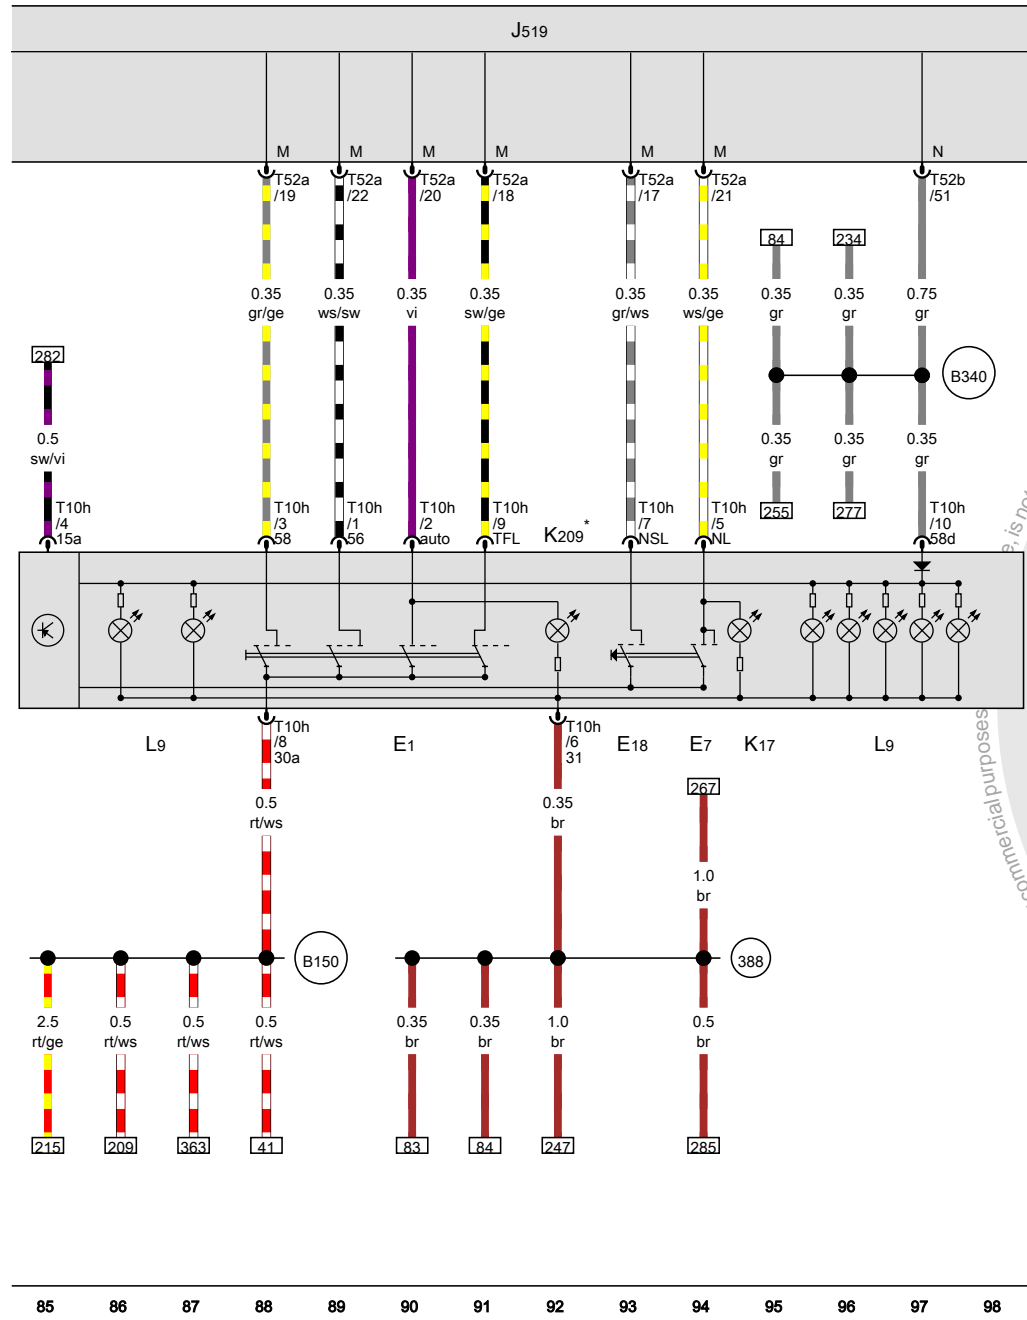 J519
M M M M M M N
T52a T52a T52a T52a T52a T52a T52b
/19 /22 /20 /18 /17 /21 /51
84 234
0.35 0.35 0.35 0.35 0.35 0.35 0.35 0.35 0.75
gr/ge ws/sw vi sw/ge gr/ws ws/ge gr gr gr
282
B340
0.5 0.35 0.35 0.35
sw/vi gr gr gr
T10h T10h T10h T10h T10h T10h T10h 255 277 T10h
/4 /3 /1 /2 /9 K209* /7 /5 /10
15a 58 56 auto TFL NSL NL 58d
e, is not
T10h T10h
/8 /6
30a 31
L9 E1 E18 E7 K17 L9
commercial purposes
267
0.5 0.35
rt/ws br
1.0
br
B150 388
2.5 0.5 0.5 0.5 0.35 0.35 1.0 0.5
rt/ge rt/ws rt/ws rt/ws br br br br
215 209 363 41 83 84 247 285
85 86 87 88 89 90 91 92 93 94 95 96 97 98